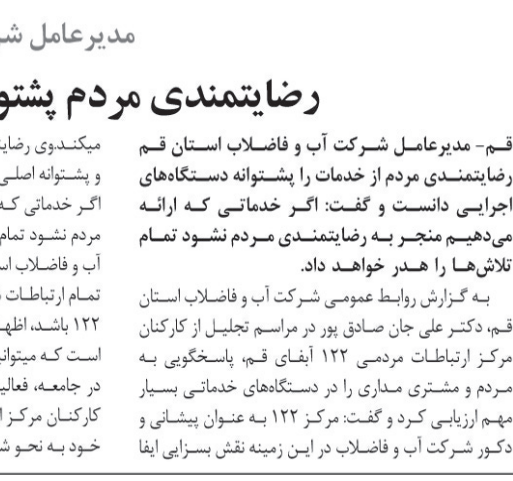 مدیرعامل
رضایتمندی مردم
قم- مدیرعامل شرکت آب و فاضلاب استان قم
رضایتمندی مردم از خدمات را پشتوانه دستگاه‌های
اجرایی دانست و گفت: اگر خدماتی که ارائه
می‌دهیم منجر به رضایتمندی مردم نشود تمام
تلاش‌ها را هدر خواهد داد.
به گزارش روابط عمومی شرکت آب و فاضلاب استان
قم، دکتر علی جان صادق پور در مراسم تجلیل از کارکنان
مرکز ارتباطات مردمی ۱۲۲ آبفای قم، پاسخگویی به
مردم و مشتری مداری را در دستگاه‌های خدماتی بسیار
مهم ارزیابی کرد و گفت: مرکز ۱۲۲ به عنوان پیشانی و
دکور شرکت آب و فاضلاب در این زمینه نقش بسزایی ایفا
میکند.وی
و پشتوانه اصلی
اگر خدماتی که
مردم نشود تمام
آب و فاضلاب
تمام ارتباطات
۱۲۲ باشد،
است که
در جامعه،
کارکنان مرکز
خود به نحو